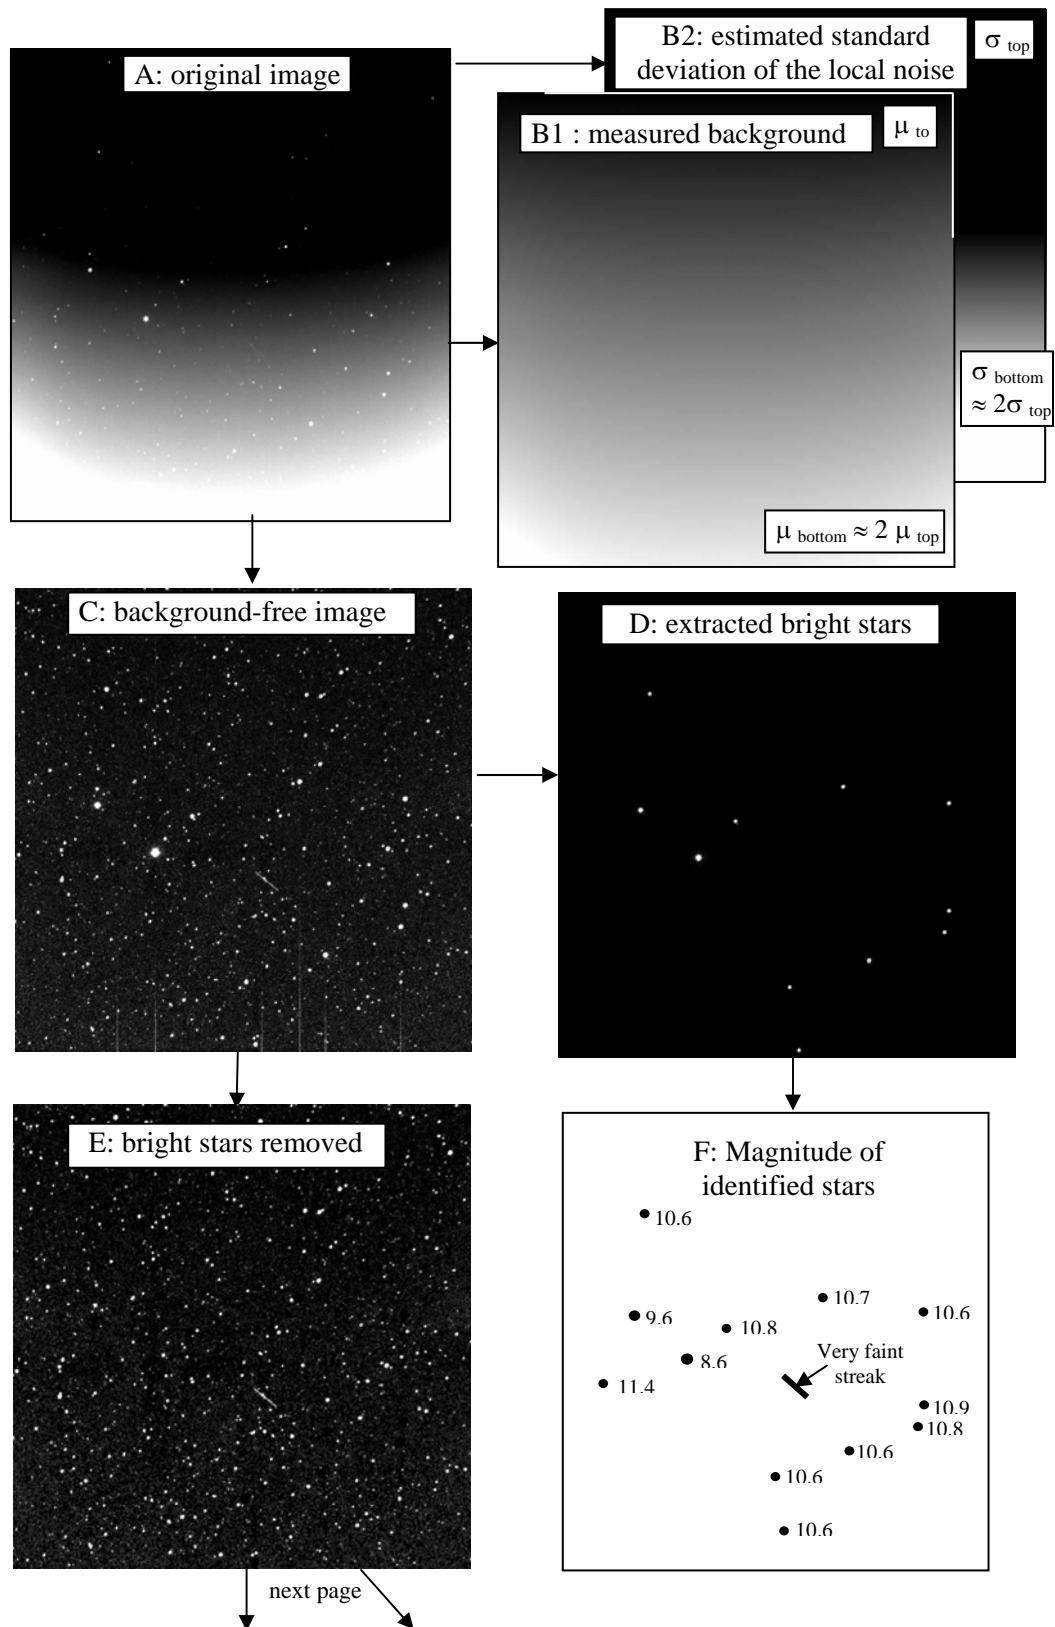 A: original image
B2: estimated standard
deviation of the local noise
σ top
B1 : measured background
μ to
σ bottom
≈ 2σ top
μ bottom ≈ 2 μ top
C: background-free image
D: extracted bright stars
E: bright stars removed
F: Magnitude of
identified stars
10.6
10.7
10.6
9.6
10.8
8.6
Very faint
streak
11.4
10.9
10.8
10.6
10.6
10.6
next page